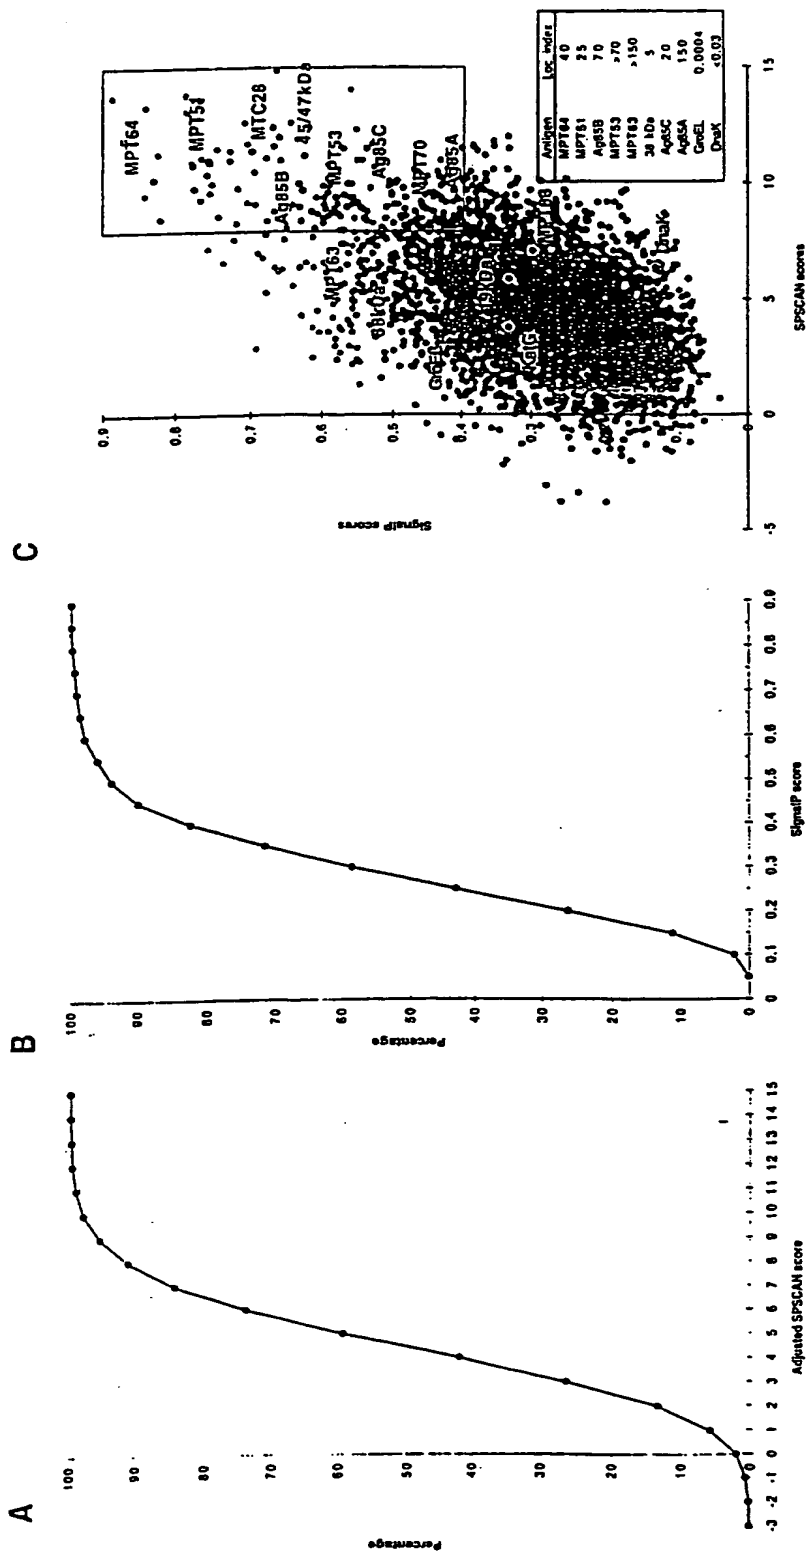 A
Percentage
100
90
80
70
60
50
40
30
20
10
0
-3 -2 -1 0 1 2 3 4 5 6 7 8 9 10 11 12 13 14 15
Adjusted SPSCAN score
B
Percentage
100
90
80
70
60
50
40
30
20
10
0
0 0.1 0.2 0.3 0.4 0.5 0.6 0.7 0.8 0.9
SignalP score
C
SignalP scores
0.9
0.8
0.7
0.6
0.5
0.4
0.3
0.1
0
-5 0 5 10 15
SPSCAN scores
MPT64
MPT51
MTC28
45/47kDa
Ag85B
MPT53
Ag85C
MPT63
MPT70
Ag85A
GroEL
19kDa
KatG
DnaK
Antigen Loc Index
MPT64 40
MPT51 25
Ag85B 70
MPT53 >70
MPT63 >150
38 kDa 5
Ag85C 20
Ag85A 150
GroEL 0.0004
DnaK <0.03